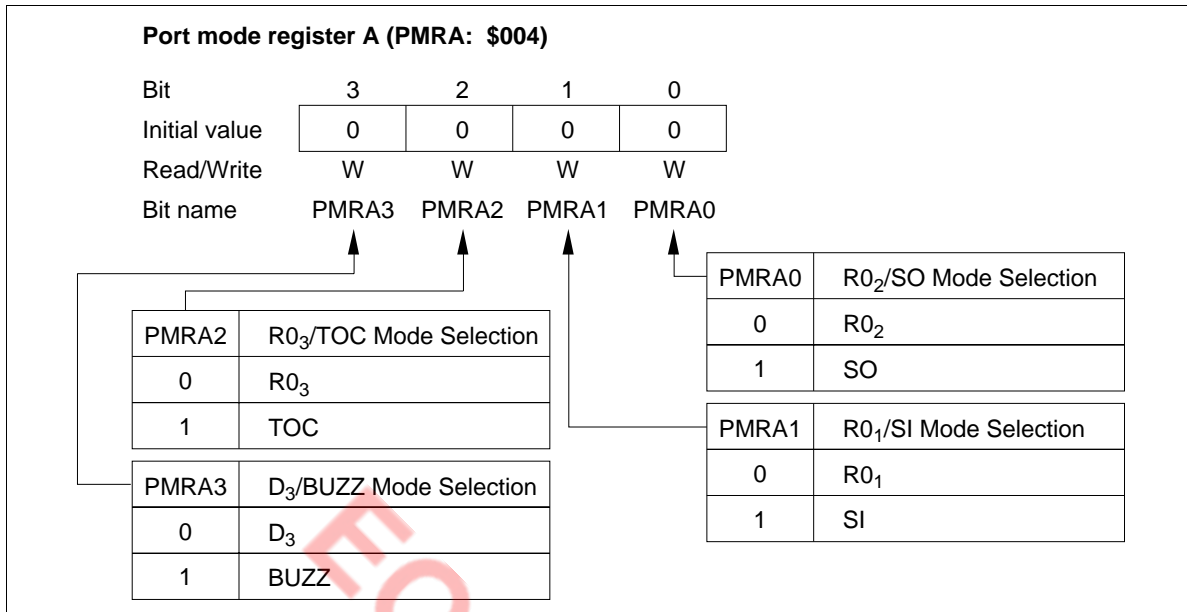 Port mode register A (PMRA: $004)
Bit 3 2 1 0
Initial value 0 0 0 0
Read/Write W W W W
Bit name PMRA3 PMRA2 PMRA1 PMRA0
PMRA0 R0₂/SO Mode Selection
0 R0₂
1 SO
PMRA2 R0₃/TOC Mode Selection
0 R0₃
1 TOC
PMRA1 R0₁/SI Mode Selection
0 R0₁
1 SI
PMRA3 D₃/BUZZ Mode Selection
0 D₃
1 BUZZ